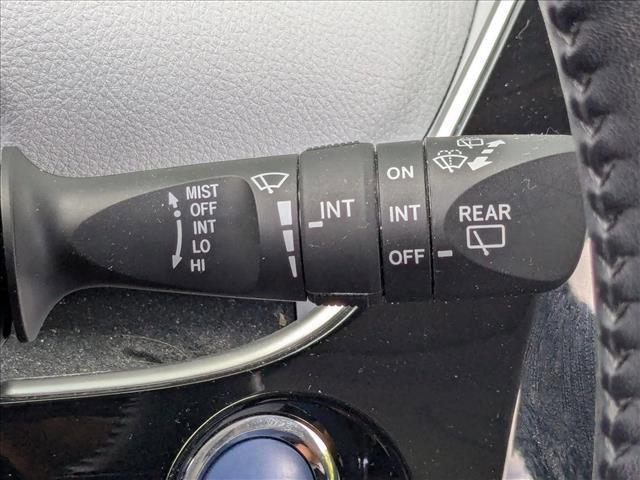 MIST
OFF
INT
LO
HI
INT
ON
INT
OFF
REAR